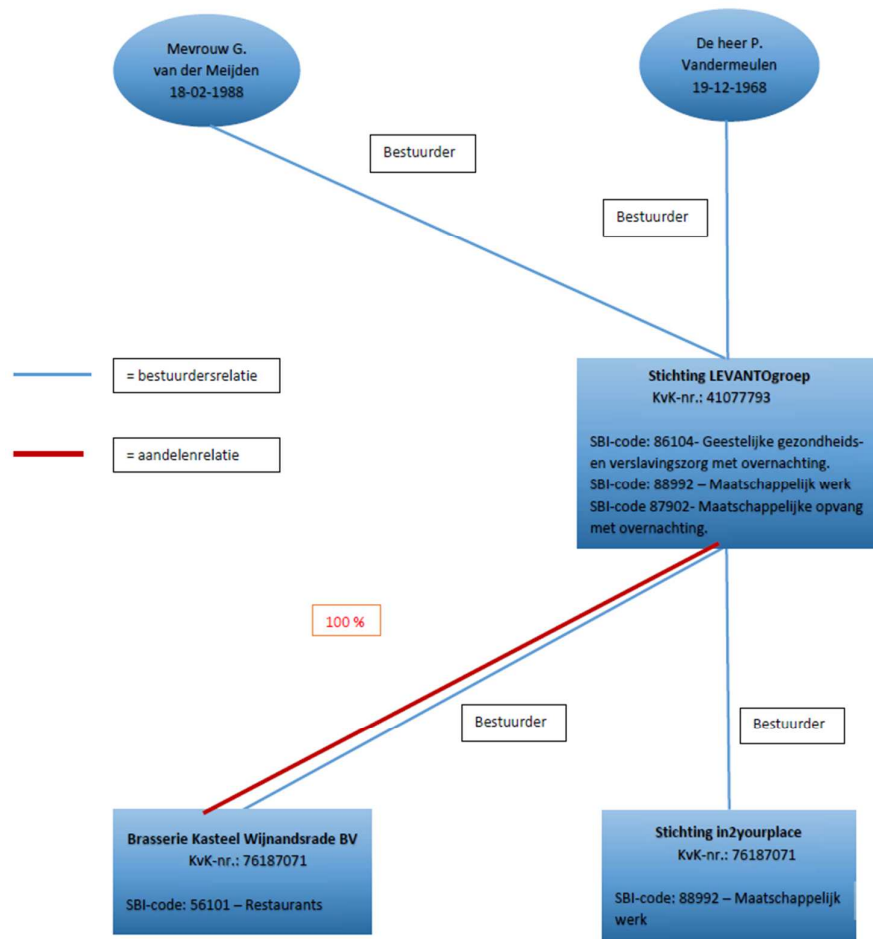 Mevrouw G.
van der Meijden
18-02-1988
De heer P.
Vandermeulen
19-12-1968
Bestuurder
Bestuurder
= bestuurdersrelatie
= aandelenrelatie
Stichting LEVANTOgroep
KvK-nr.: 41077793
SBI-code: 86104- Geestelijke gezondheids-
en verslavingszorg met overnachting.
SBI-code: 88992 – Maatschappelijk werk
SBI-code 87902- Maatschappelijke opvang
met overnachting.
100 %
Bestuurder
Bestuurder
Brasserie Kasteel Wijnandsrade BV
KvK-nr.: 76187071
SBI-code: 56101 – Restaurants
Stichting in2yourplace
KvK-nr.: 76187071
SBI-code: 88992 – Maatschappelijk
werk